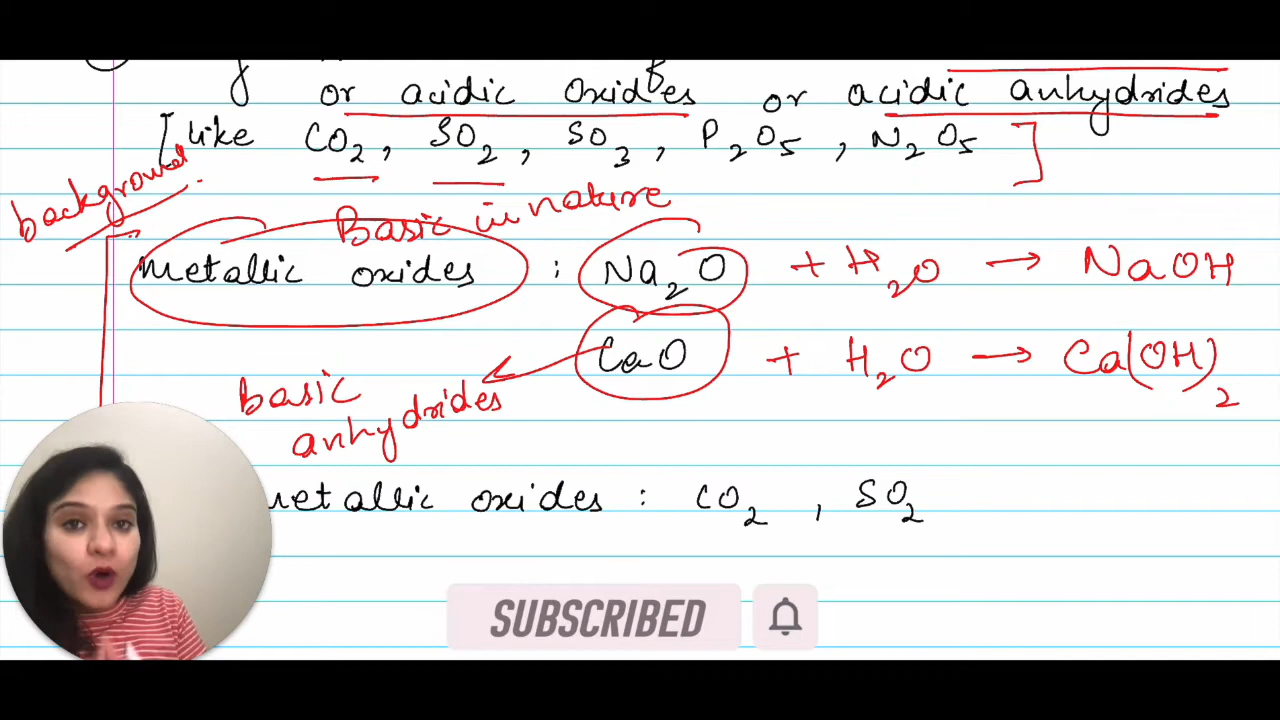 or acidic oxides or acidic anhydrides
[like CO2, SO2, SO3, P2O5, N2O5]
background
Basic in nature
metallic oxides : Na2O + H2O → NaOH
CaO + H2O → Ca(OH)2
basic
anhydrides
metallic oxides : CO2, SO2
SUBSCRIBED